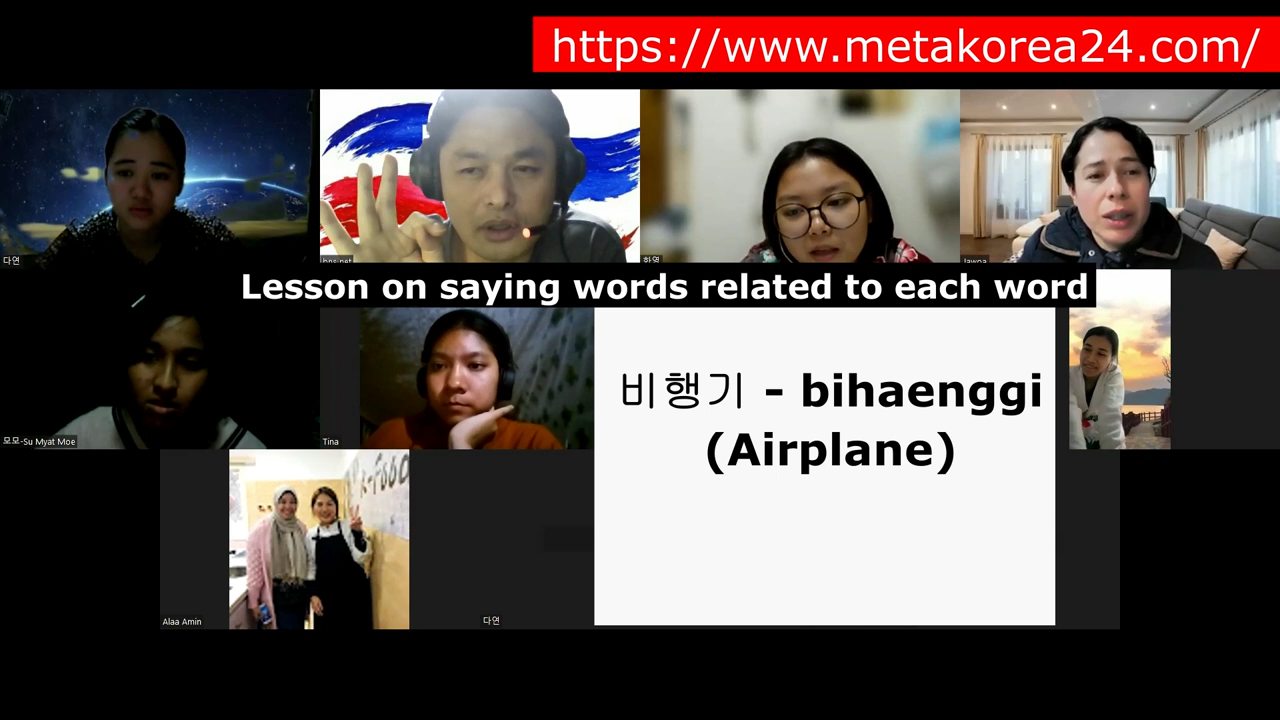 https://www.metakorea24.com/
다연
하영
Lesson on saying words related to each word
비행기 - bihaenggi
(Airplane)
모모-Su Myat Moe
Tina
Alaa Amin
다연